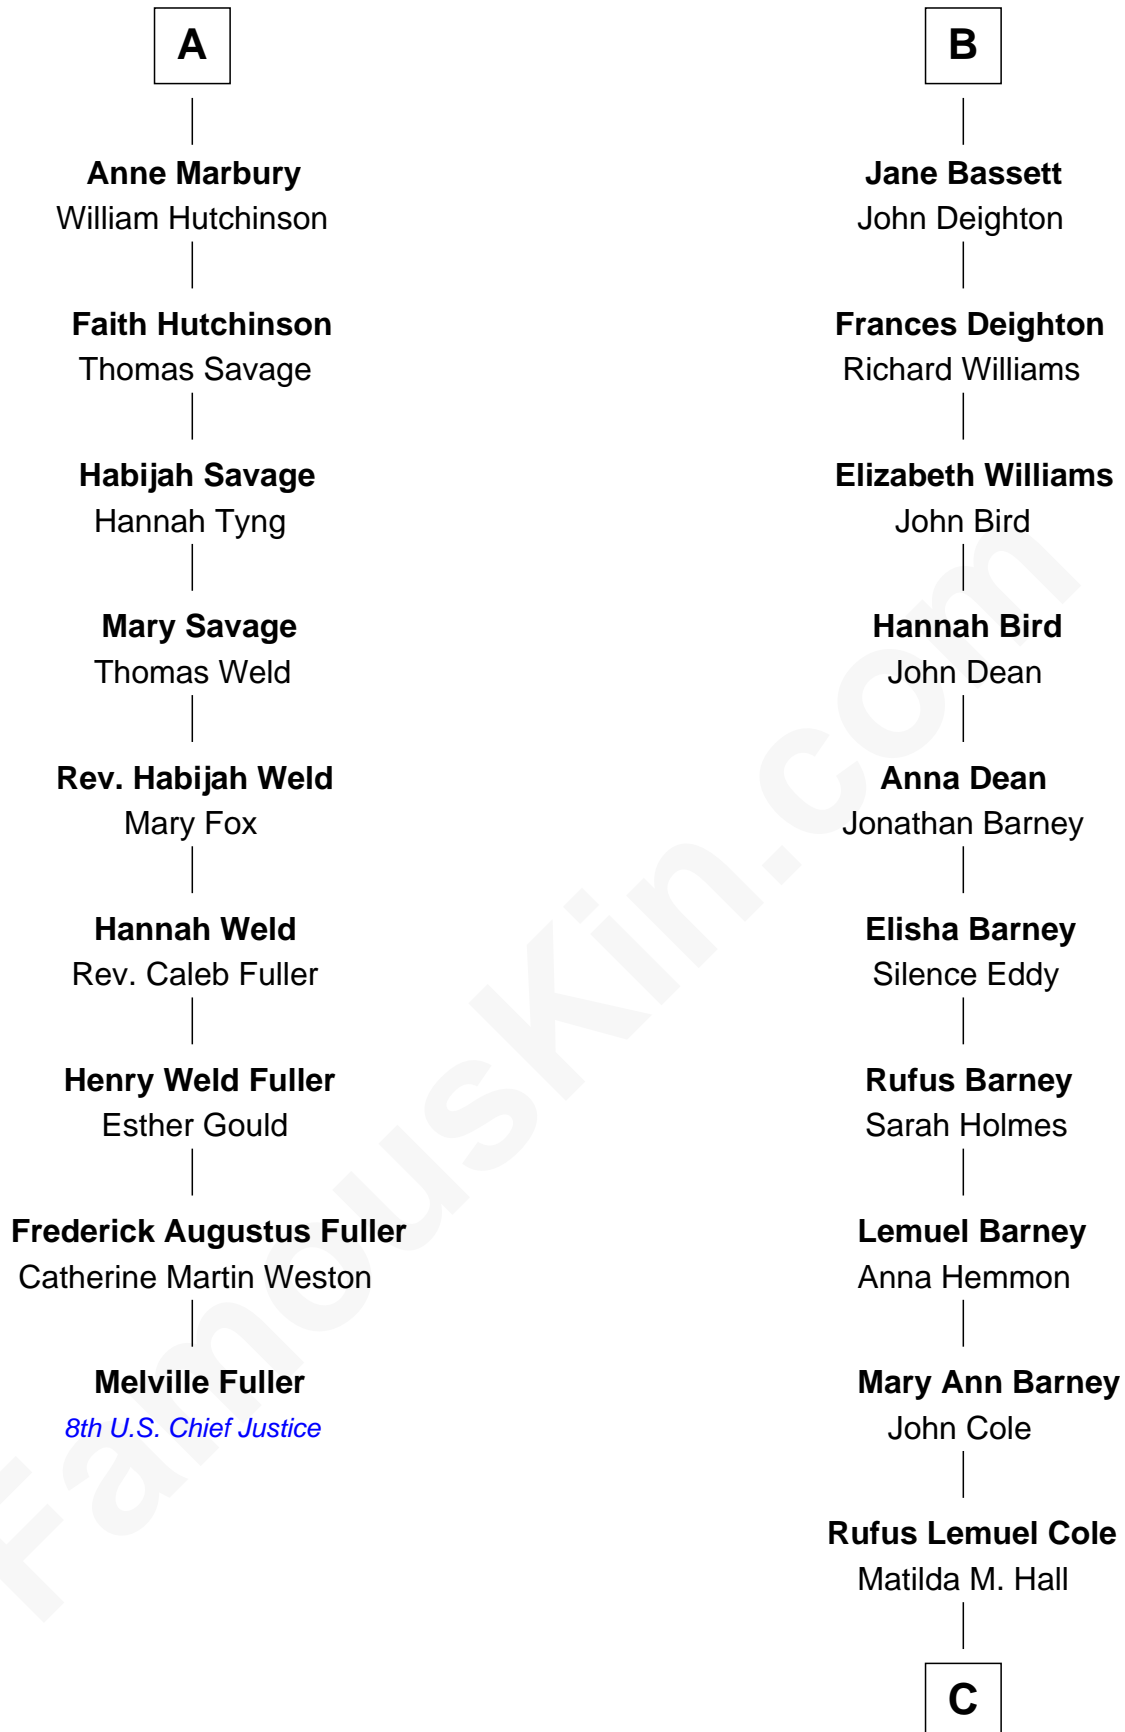 A
Anne Marbury
William Hutchinson
Faith Hutchinson
Thomas Savage
Habijah Savage
Hannah Tyng
Mary Savage
Thomas Weld
Rev. Habijah Weld
Mary Fox
Hannah Weld
Rev. Caleb Fuller
Henry Weld Fuller
Esther Gould
Frederick Augustus Fuller
Catherine Martin Weston
Melville Fuller
8th U.S. Chief Justice
B
Jane Bassett
John Deighton
Frances Deighton
Richard Williams
Elizabeth Williams
John Bird
Hannah Bird
John Dean
Anna Dean
Jonathan Barney
Elisha Barney
Silence Eddy
Rufus Barney
Sarah Holmes
Lemuel Barney
Anna Hemmon
Mary Ann Barney
John Cole
Rufus Lemuel Cole
Matilda M. Hall
C
FamousKin.com